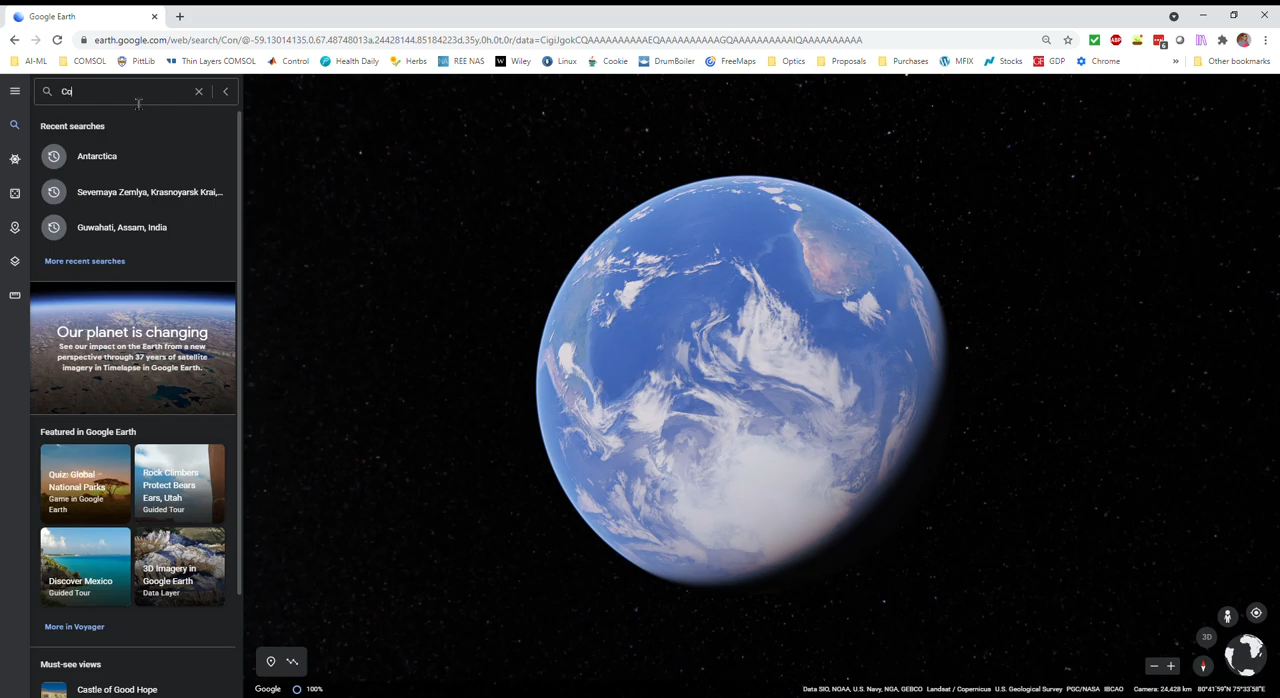 Google Earth
earth.google.com/web/search/Con/@-59.13014135,0.67.48748013a,24428144.85184223d,35y,0h,0t,0r/data=CigiJgokCQAAAAAAAAAAEQAAAAAAAAAAGQAAAAAAAAAAIQAAAAAAAAAA
AI-ML COMSOL PittLib Thin Layers COMSOL Control Health Daily Herbs REE NAS Wiley Linux Cookie DrumBoiler FreeMaps Optics Proposals Purchases MFIX Stocks GDP Chrome » Other bookmarks
Co
Recent searches
Antarctica
Severnaya Zemlya, Krasnoyarsk Krai,...
Guwahati, Assam, India
More recent searches
Our planet is changing
See our impact on the Earth from a new
perspective through 37 years of satellite
imagery in Timelapse in Google Earth.
Featured in Google Earth
Quiz: Global
National Parks
Game in Google
Earth
Rock Climbers
Protect Bears
Ears, Utah
Guided Tour
Discover Mexico
Guided Tour
3D Imagery in
Google Earth
Data Layer
More in Voyager
Must-see views
Castle of Good Hope
3D
Google 100%
Data SIO, NOAA, U.S. Navy, NGA, GEBCO Landsat / Copernicus U.S. Geological Survey PGC/NASA IBCAO Camera: 24,428 km 80°41'59"N 75°33'58"E